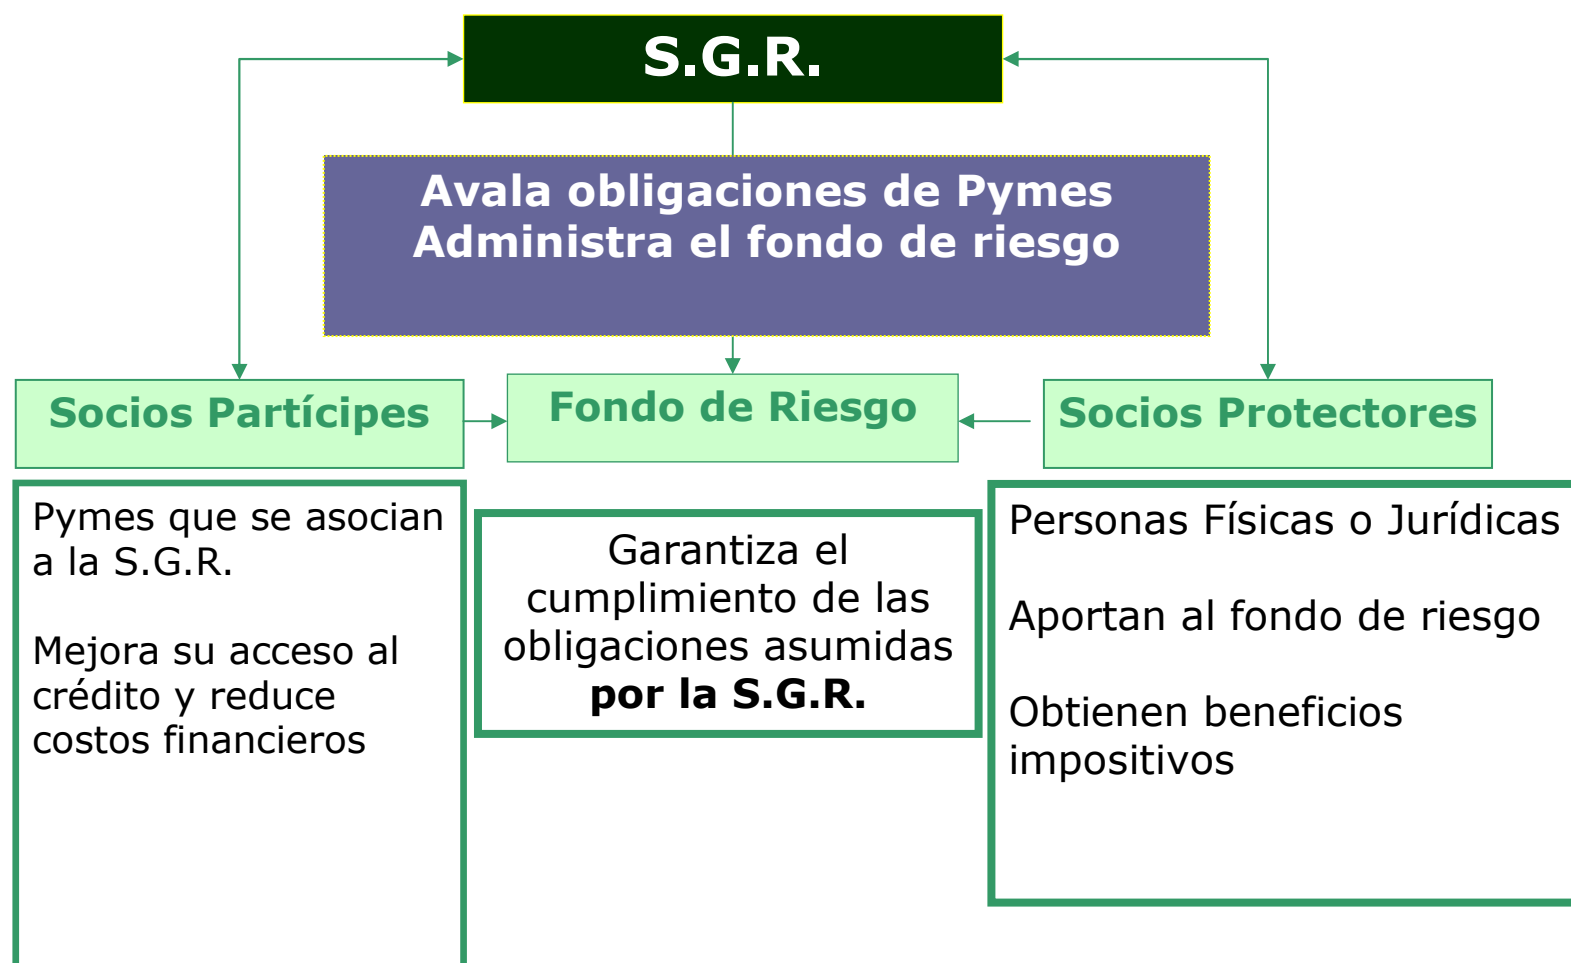 S.G.R.
Avala obligaciones de Pymes
Administra el fondo de riesgo
Socios Partícipes
Fondo de Riesgo
Socios Protectores
Pymes que se asocian
a la S.G.R.
Mejora su acceso al
crédito y reduce
costos financieros
Garantiza el
cumplimiento de las
obligaciones asumidas
por la S.G.R.
Personas Físicas o Jurídicas
Aportan al fondo de riesgo
Obtienen beneficios
impositivos